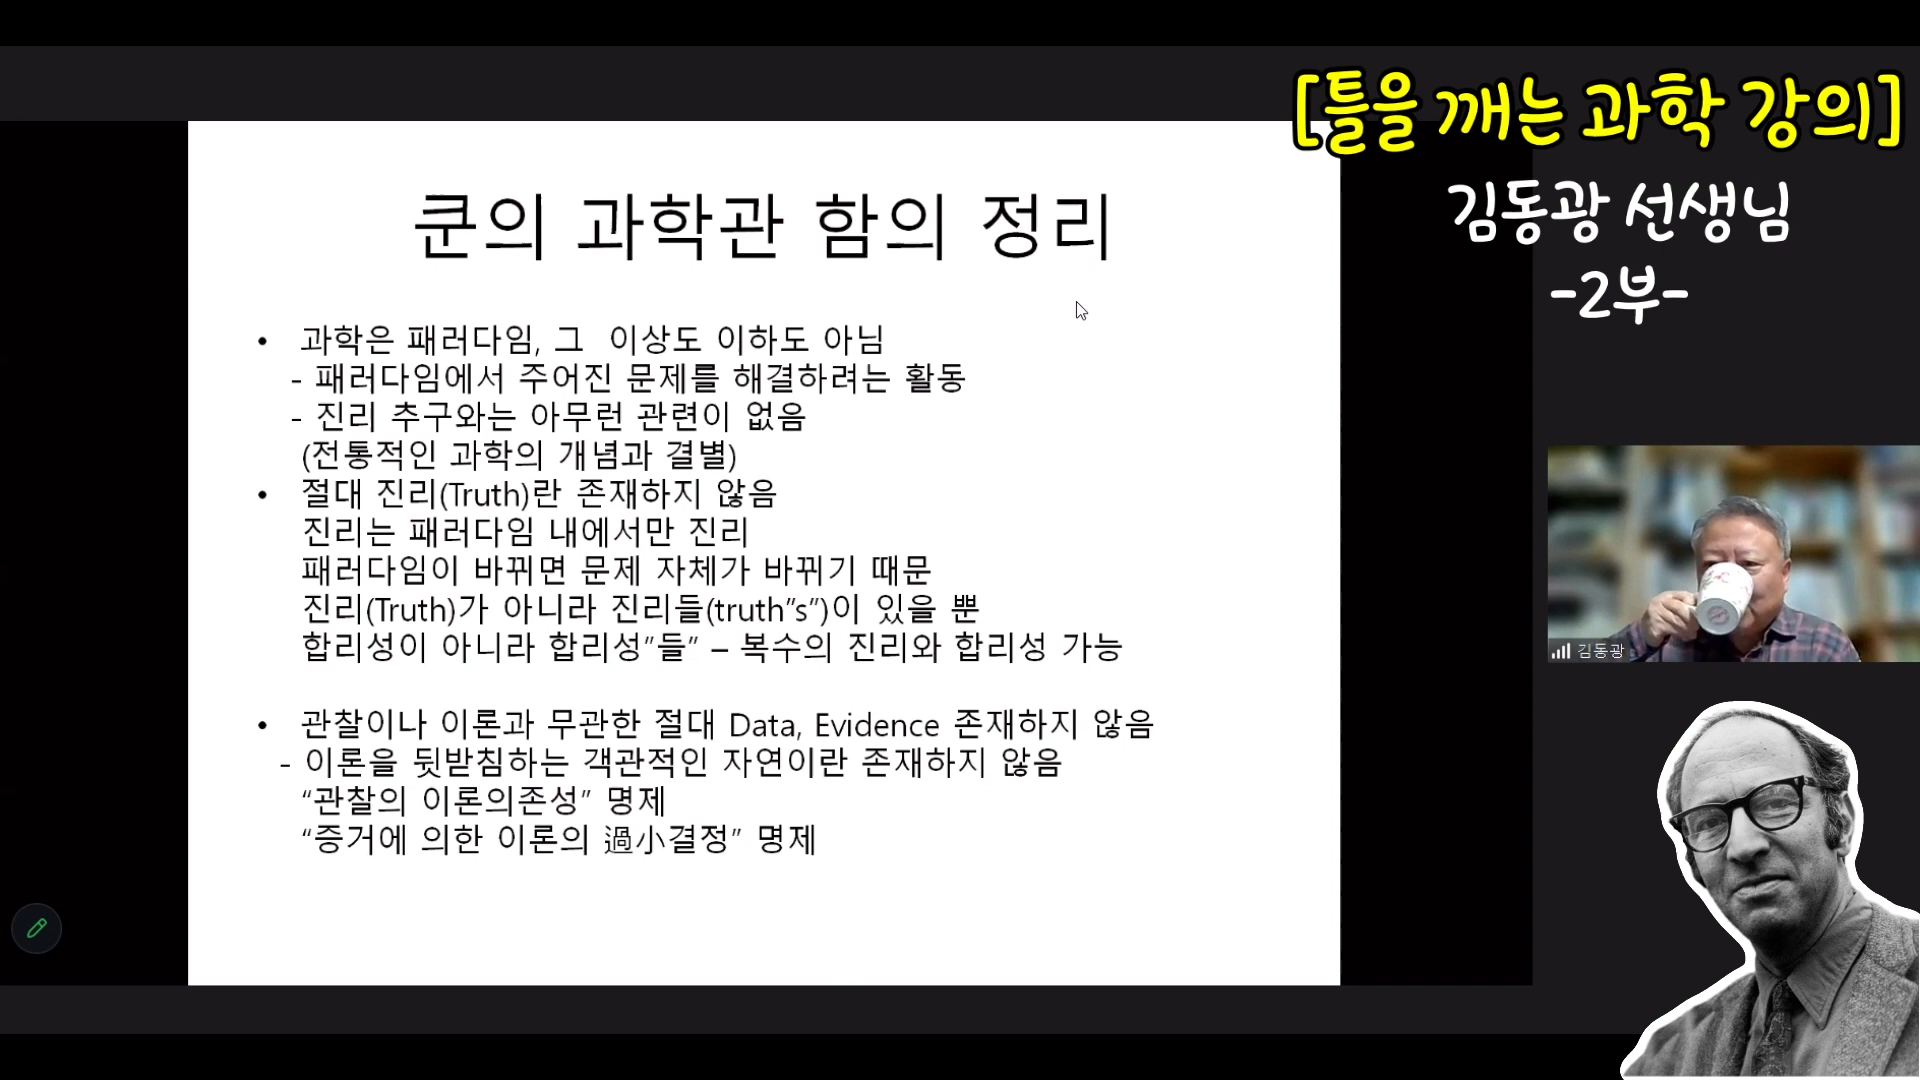 [틀을 깨는 과학 강의]
김동광 선생님
-2부-
쿤의 과학관 함의 정리
• 과학은 패러다임, 그 이상도 이하도 아님
- 패러다임에서 주어진 문제를 해결하려는 활동
- 진리 추구와는 아무런 관련이 없음
(전통적인 과학의 개념과 결별)
• 절대 진리(Truth)란 존재하지 않음
진리는 패러다임 내에서만 진리
패러다임이 바뀌면 문제 자체가 바뀌기 때문
진리(Truth)가 아니라 진리들(truth”s”)이 있을 뿐
합리성이 아니라 합리성”들” – 복수의 진리와 합리성 가능
• 관찰이나 이론과 무관한 절대 Data, Evidence 존재하지 않음
- 이론을 뒷받침하는 객관적인 자연이란 존재하지 않음
“관찰의 이론의존성” 명제
“증거에 의한 이론의 過小결정” 명제
김동광